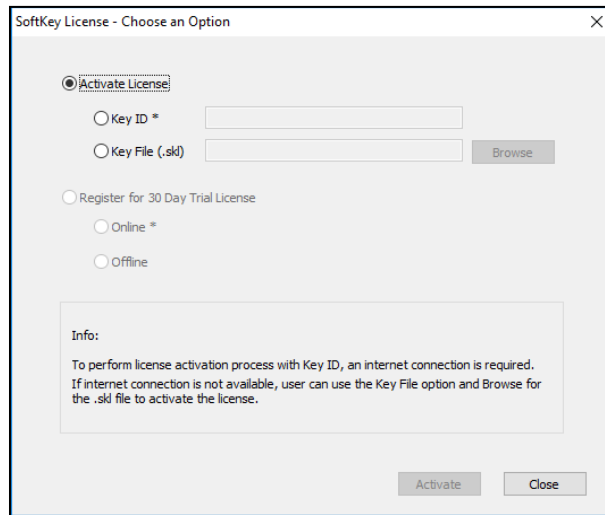 SoftKey License - Choose an Option
Activate License
Key ID *
Key File (.skl)
Browse
Register for 30 Day Trial License
Online *
Offline
Info:
To perform license activation process with Key ID, an internet connection is required.
If internet connection is not available, user can use the Key File option and Browse for
the .skl file to activate the license.
Activate
Close